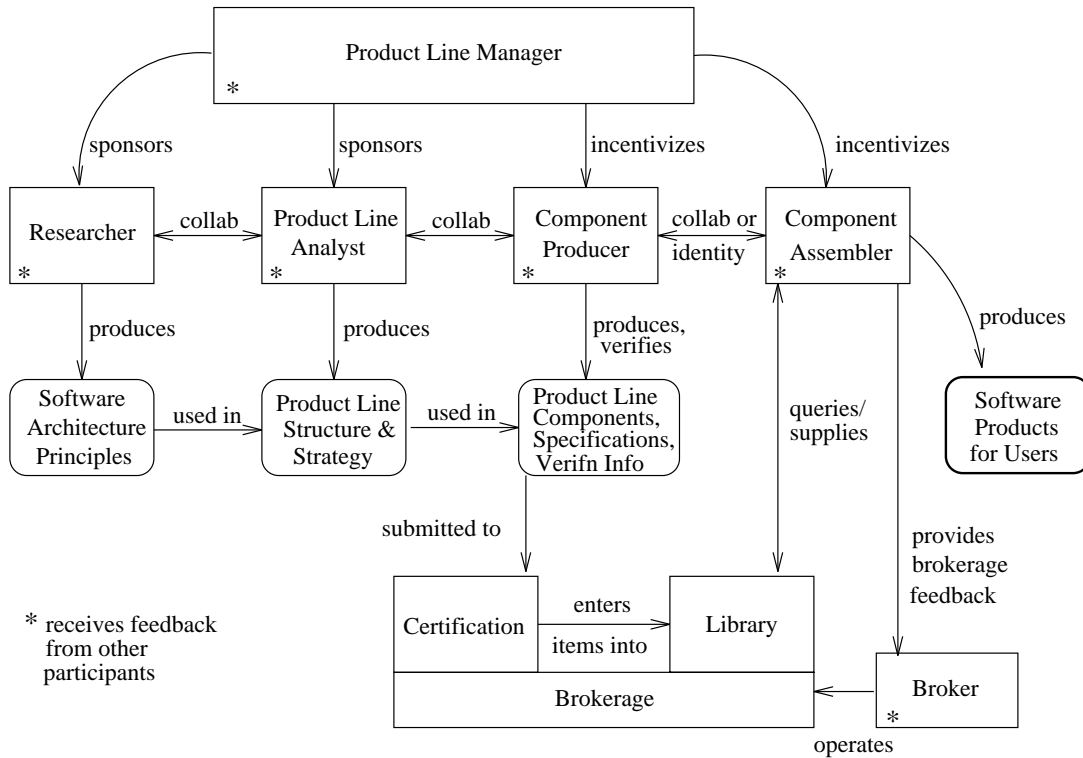 Product Line Manager
*
sponsors
sponsors
incentivizes
incentivizes
Researcher
*
collab
Product Line
Analyst
*
collab
Component
Producer
*
collab or
identity
Component
Assembler
*
produces
produces
produces,
verifies
produces
Software
Architecture
Principles
used in
Product Line
Structure &
Strategy
used in
Product Line
Components,
Specifications,
Verifn Info
queries/
supplies
Software
Products
for Users
submitted to
provides
brokerage
feedback
* receives feedback
from other
participants
Certification
enters
items into
Library
Brokerage
Broker
*
operates